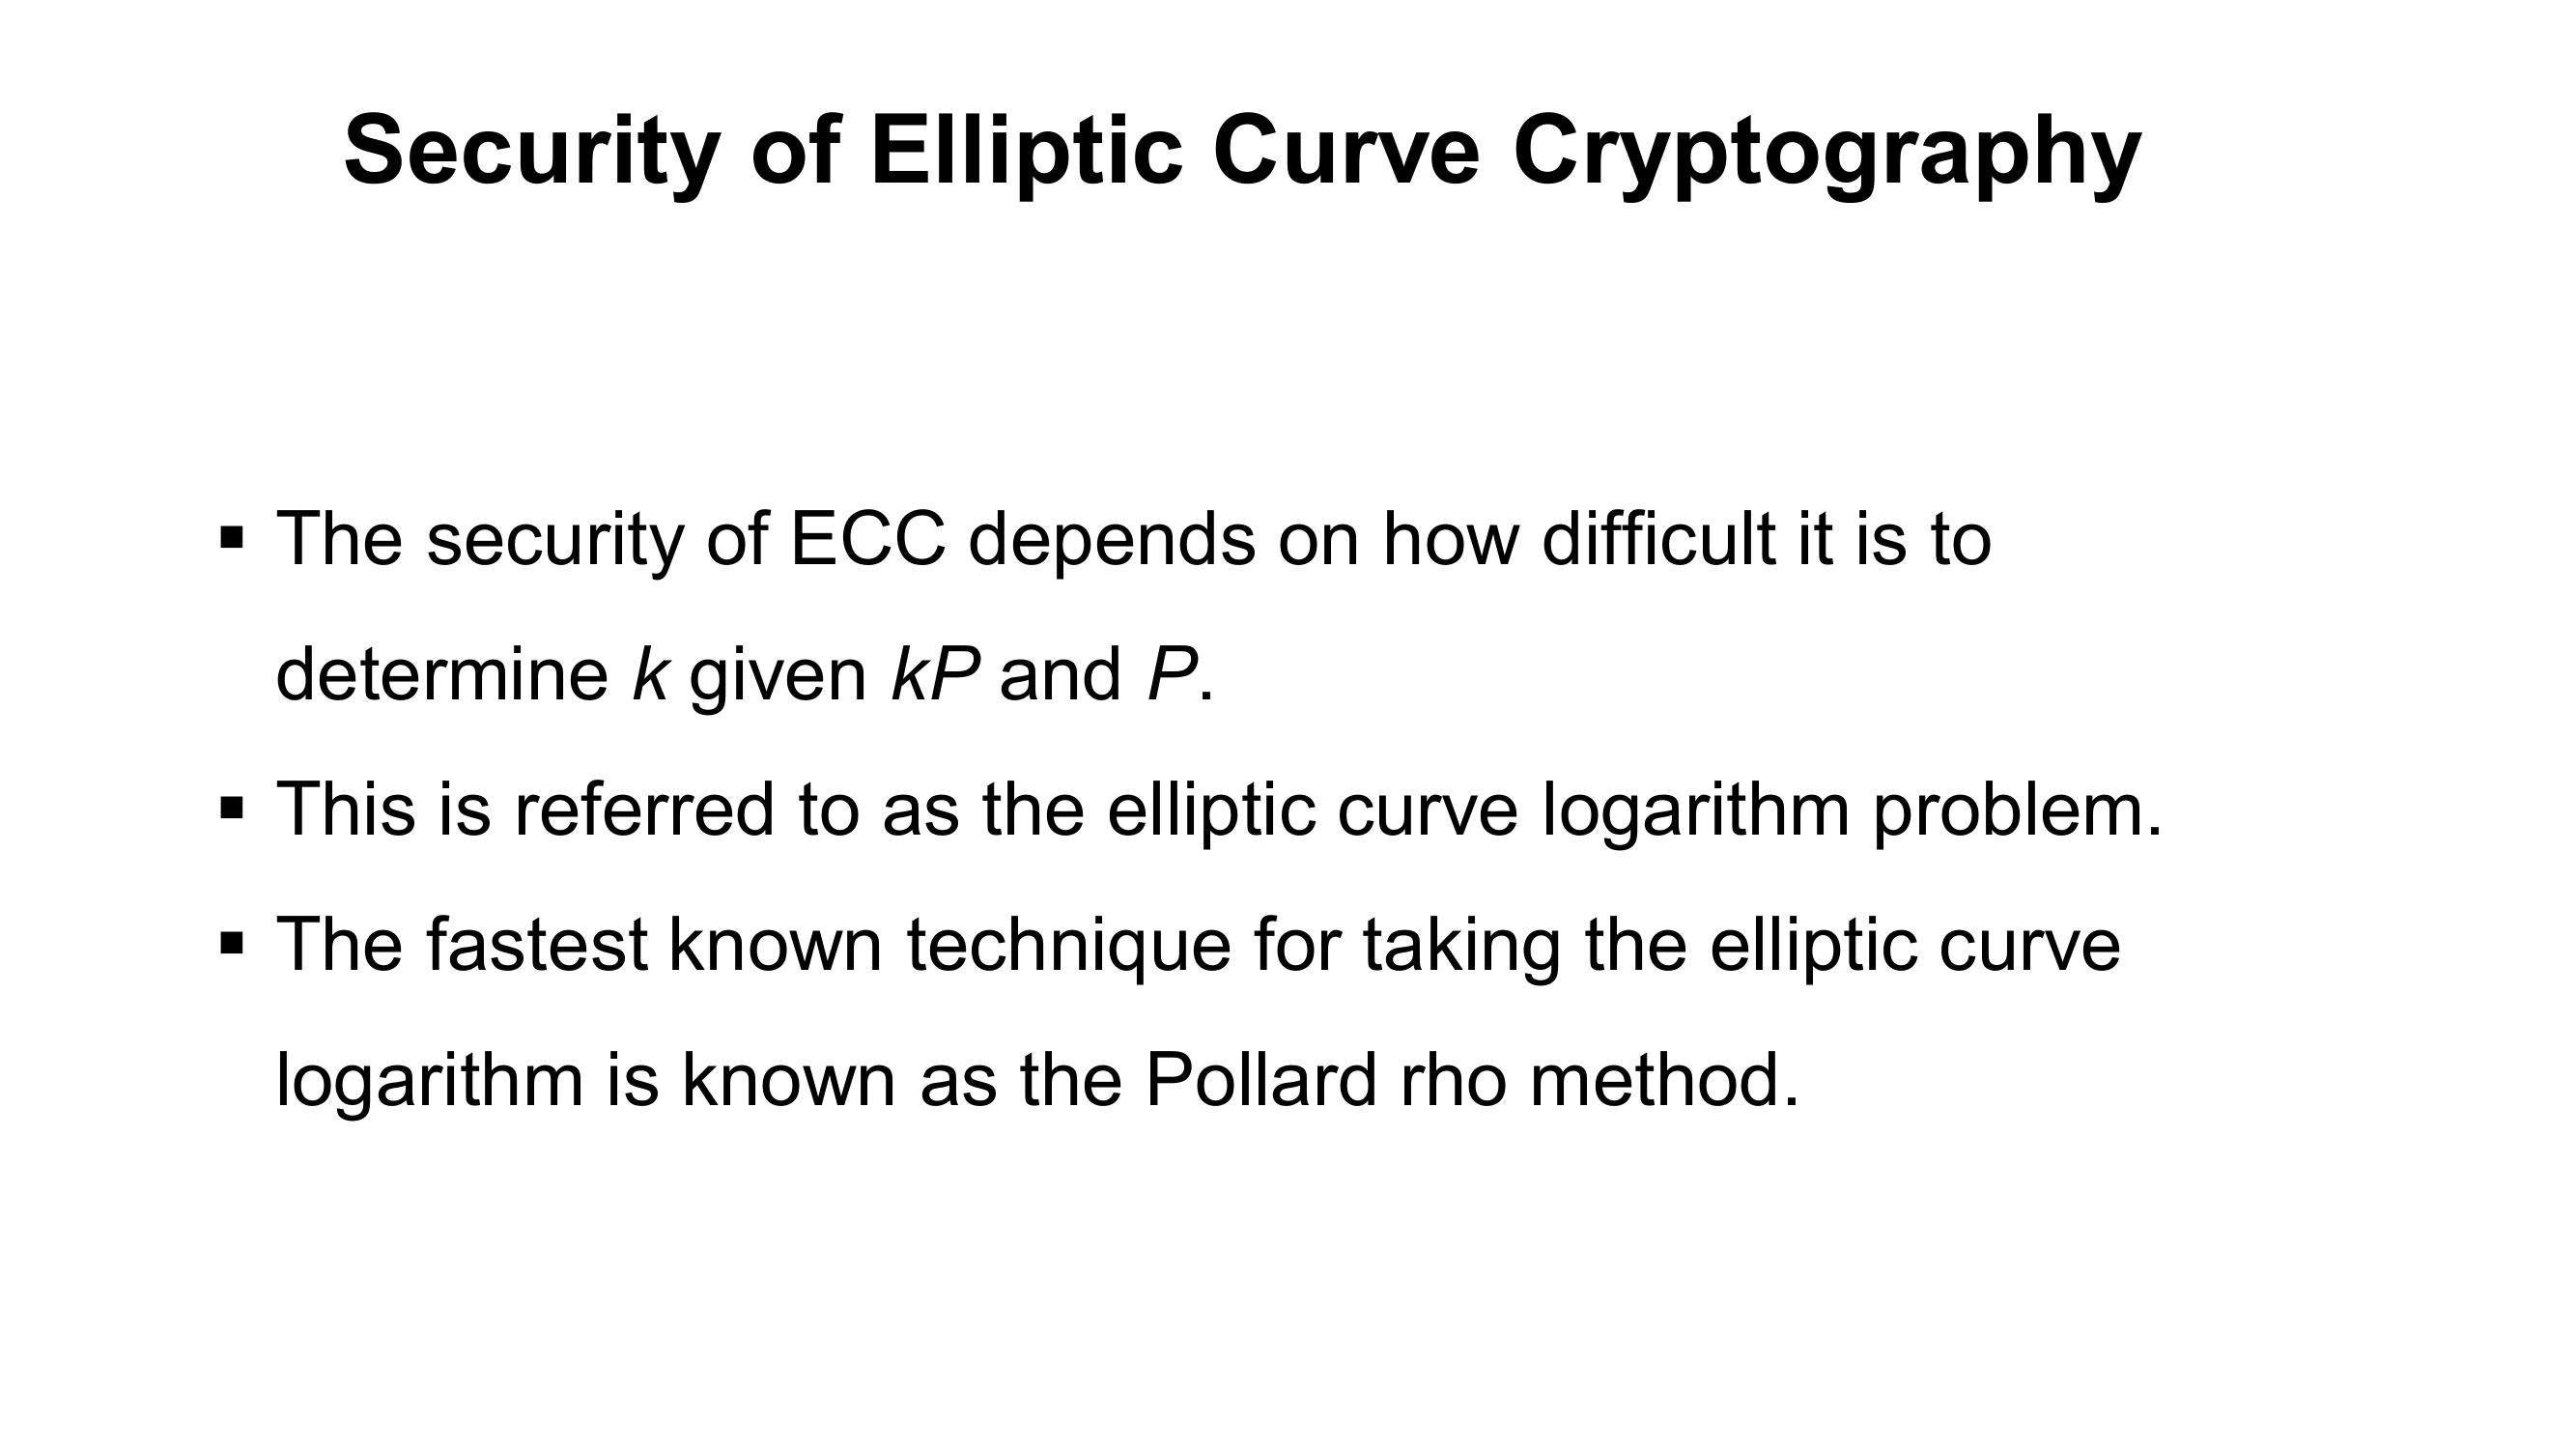 Security of Elliptic Curve Cryptography
▪ The security of ECC depends on how difficult it is to
determine k given kP and P.
▪ This is referred to as the elliptic curve logarithm problem.
▪ The fastest known technique for taking the elliptic curve
logarithm is known as the Pollard rho method.